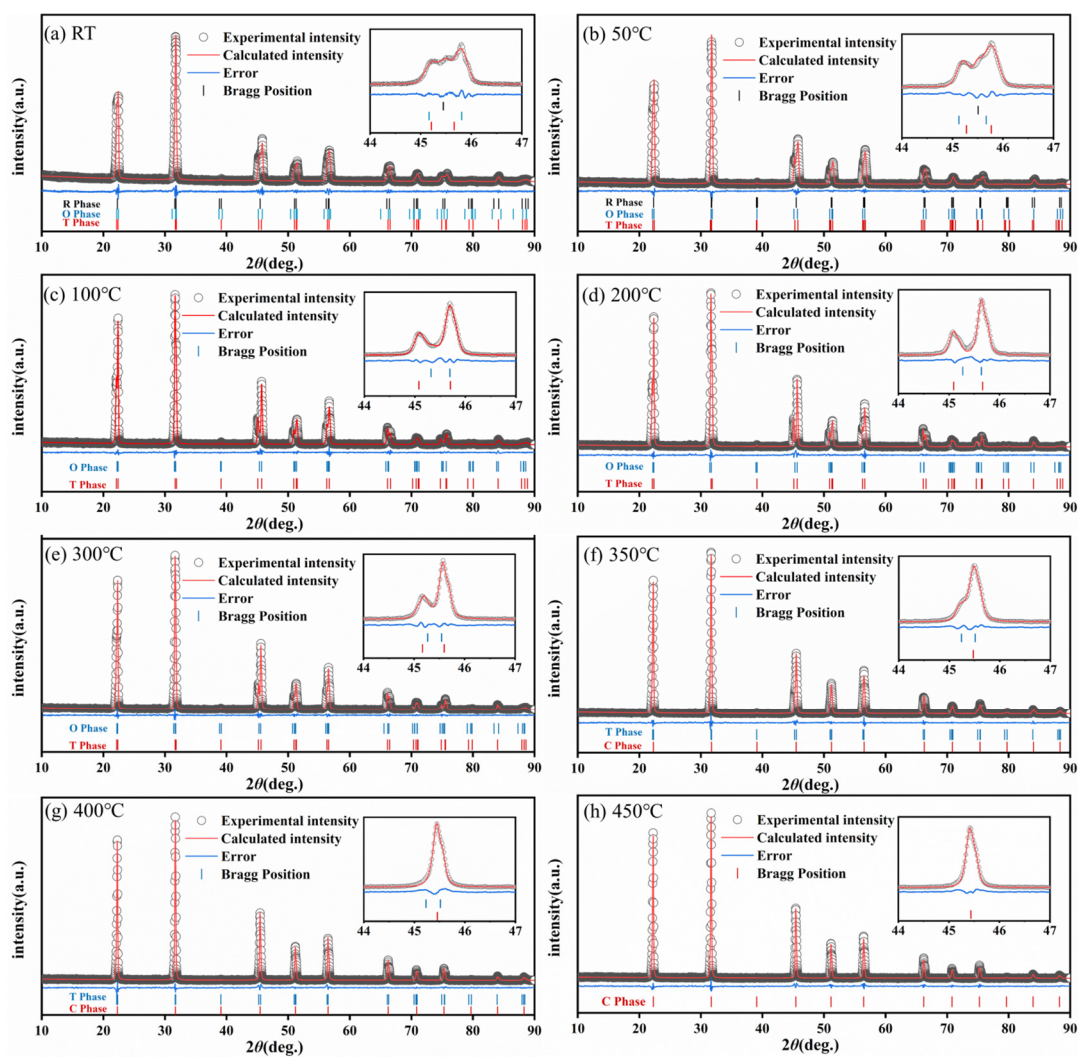 (a) RT
Experimental intensity
Calculated intensity
Error
Bragg Position
44 45 46 47
R Phase
O Phase
T Phase
10 20 30 40 50 60 70 80 90
2θ(deg.)
intensity(a.u.)
(b) 50℃
Experimental intensity
Calculated intensity
Error
Bragg Position
44 45 46 47
R Phase
O Phase
T Phase
10 20 30 40 50 60 70 80 90
2θ(deg.)
intensity(a.u.)
(c) 100℃
Experimental intensity
Calculated intensity
Error
Bragg Position
44 45 46 47
O Phase
T Phase
10 20 30 40 50 60 70 80 90
2θ(deg.)
intensity(a.u.)
(d) 200℃
Experimental intensity
Calculated intensity
Error
Bragg Position
44 45 46 47
O Phase
T Phase
10 20 30 40 50 60 70 80 90
2θ(deg.)
intensity(a.u.)
(e) 300℃
Experimental intensity
Calculated intensity
Error
Bragg Position
44 45 46 47
O Phase
T Phase
10 20 30 40 50 60 70 80 90
2θ(deg.)
intensity(a.u.)
(f) 350℃
Experimental intensity
Calculated intensity
Error
Bragg Position
44 45 46 47
T Phase
C Phase
10 20 30 40 50 60 70 80 90
2θ(deg.)
intensity(a.u.)
(g) 400℃
Experimental intensity
Calculated intensity
Error
Bragg Position
44 45 46 47
T Phase
C Phase
10 20 30 40 50 60 70 80 90
2θ(deg.)
intensity(a.u.)
(h) 450℃
Experimental intensity
Calculated intensity
Error
Bragg Position
44 45 46 47
C Phase
10 20 30 40 50 60 70 80 90
2θ(deg.)
intensity(a.u.)